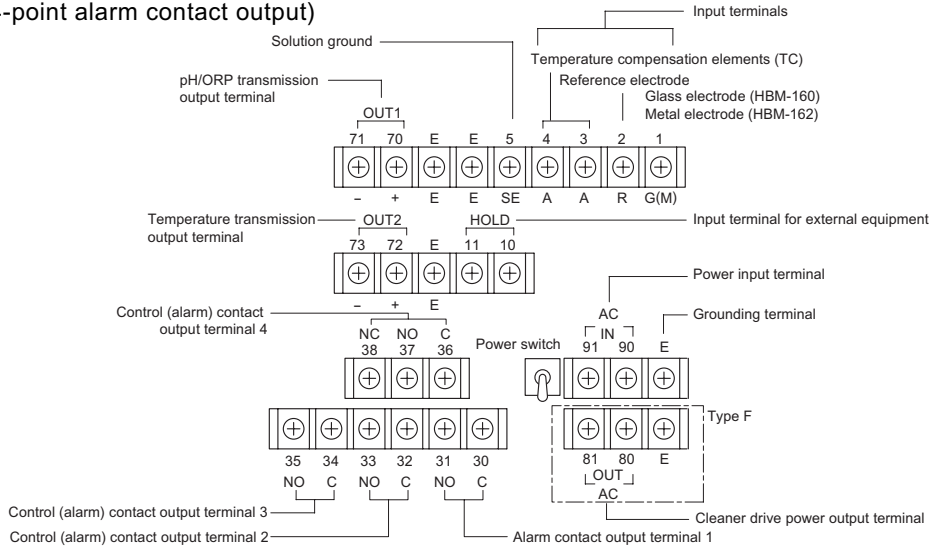 -point alarm contact output)
Input terminals
Solution ground
Temperature compensation elements (TC)
pH/ORP transmission
output terminal
Reference electrode
Glass electrode (HBM-160)
Metal electrode (HBM-162)
OUT1
71 70 E E 5 4 3 2 1
– + E E SE A A R G(M)
Temperature transmission
output terminal
OUT2
HOLD
Input terminal for external equipment
73 72 E 11 10
– + E
Power input terminal
Control (alarm) contact
output terminal 4
AC
IN
Grounding terminal
NC NO C
38 37 36
Power switch
91 90 E
Type F
35 34 33 32 31 30
NO C NO C NO C
81 80 E
OUT
AC
Control (alarm) contact output terminal 3
Control (alarm) contact output terminal 2
Alarm contact output terminal 1
Cleaner drive power output terminal